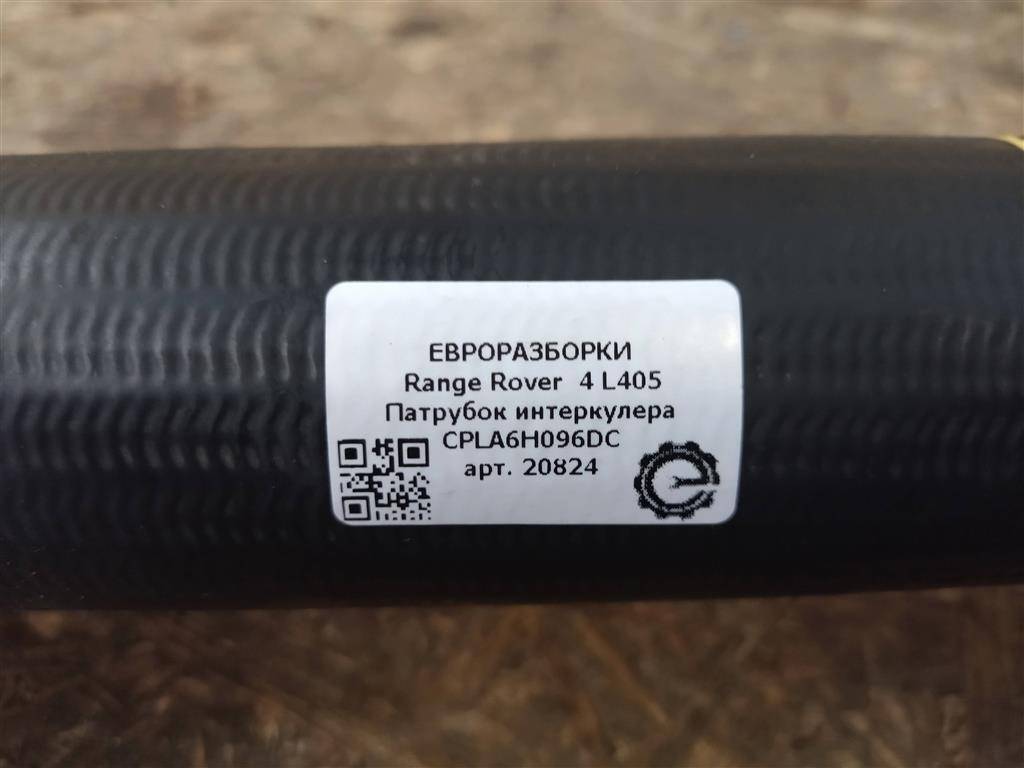 ЕВРОРАЗБОРКИ
Range Rover 4 L405
Патрубок интеркулера
CPLA6H096DC
арт. 20824